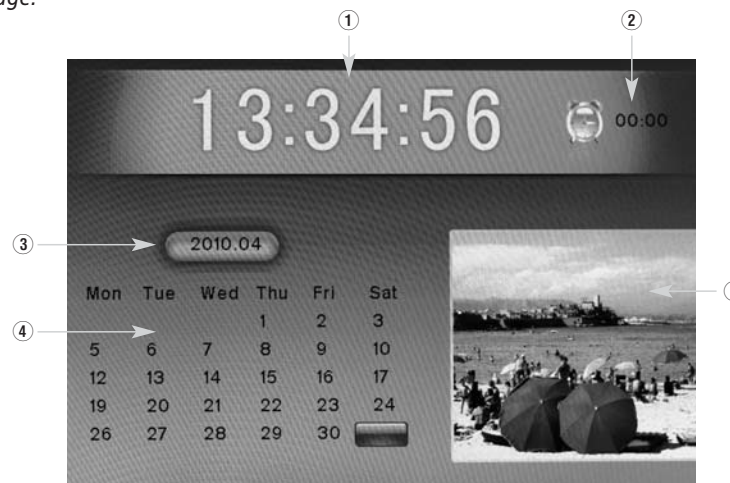 ① ②
13:34:56 00:00
③ 2010.04
Mon Tue Wed Thu Fri Sat
④ 1 2 3
5 6 7 8 9 10
12 13 14 15 16 17
19 20 21 22 23 24
26 27 28 29 30